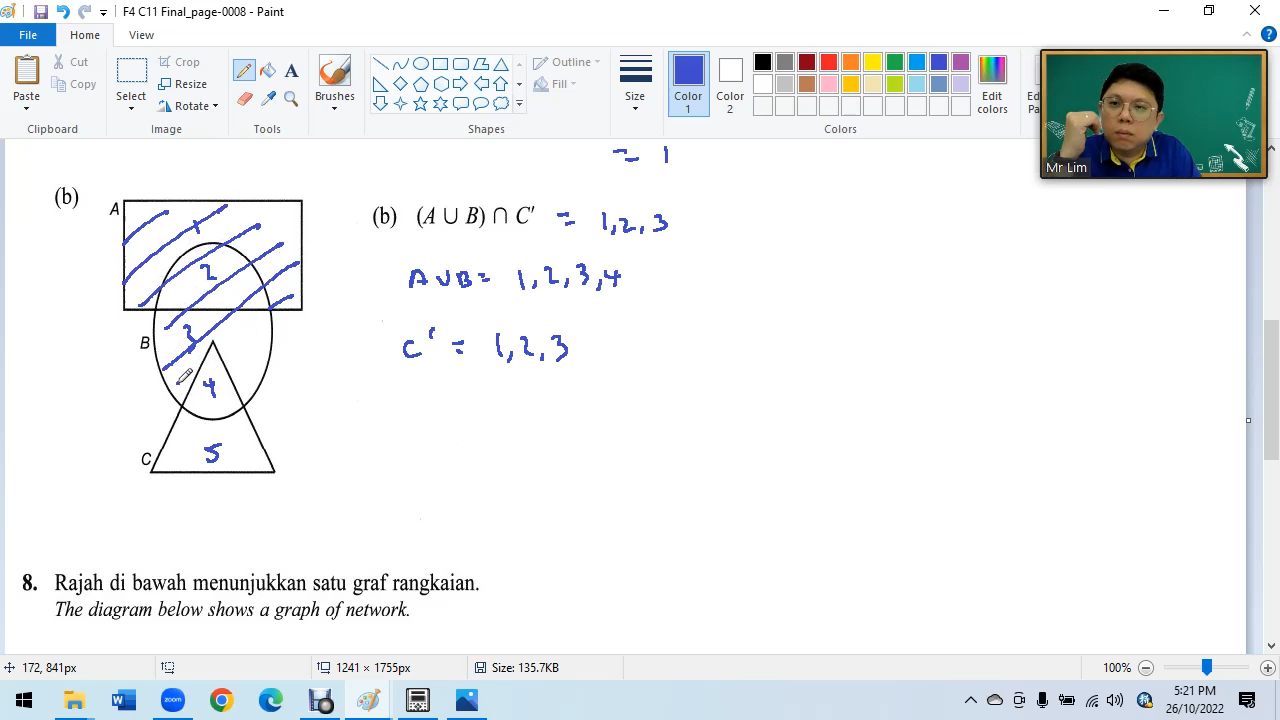 F4 C11 Final_page-0008 - Paint
File Home View
Paste Cut Copy Clipboard
Select Crop Resize Rotate Image
Tools
Brushes
Outline Fill Shapes
Size
Color 1 Color 2 Edit colors Colors
Mr Lim
= 1
(b)
A
1
2
B
3
4
C
5
(b) (A ∪ B) ∩ C′ = 1,2,3
A ∪ B = 1,2,3,4
C′ = 1,2,3
8. Rajah di bawah menunjukkan satu graf rangkaian.
The diagram below shows a graph of network.
172, 841px 1241 × 1755px Size: 135.7KB 100%
zoom
5:21 PM
26/10/2022